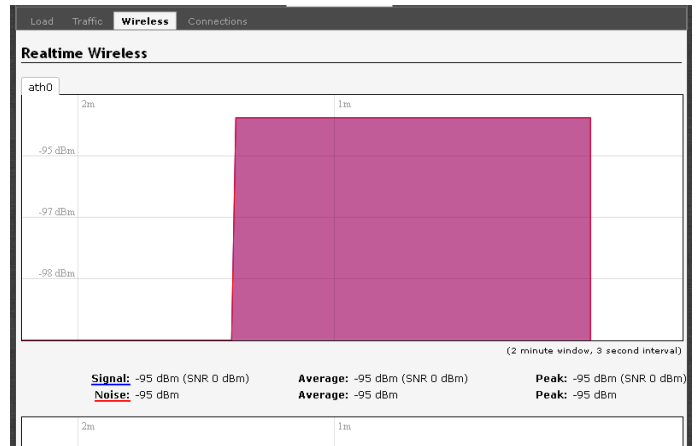 Load Traffic Wireless Connections
Realtime Wireless
ath0
2m 1m
-95 dBm
-97 dBm
-98 dBm
(2 minute window, 3 second interval)
Signal: -95 dBm (SNR 0 dBm) Average: -95 dBm (SNR 0 dBm) Peak: -95 dBm (SNR 0 dBm)
Noise: -95 dBm Average: -95 dBm Peak: -95 dBm
2m 1m